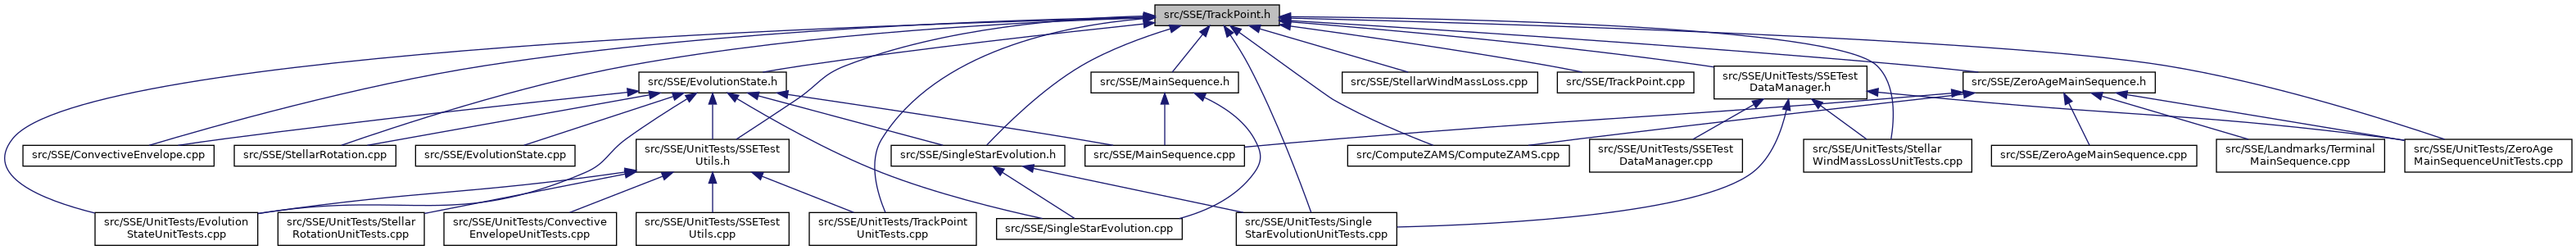 src/SSE/TrackPoint.h
src/SSE/EvolutionState.h
src/SSE/MainSequence.h
src/SSE/StellarWindMassLoss.cpp
src/SSE/TrackPoint.cpp
src/SSE/UnitTests/SSETest
DataManager.h
src/SSE/ZeroAgeMainSequence.h
src/SSE/ConvectiveEnvelope.cpp
src/SSE/StellarRotation.cpp
src/SSE/EvolutionState.cpp
src/SSE/UnitTests/SSETest
Utils.h
src/SSE/SingleStarEvolution.h
src/SSE/MainSequence.cpp
src/ComputeZAMS/ComputeZAMS.cpp
src/SSE/UnitTests/SSETest
DataManager.cpp
src/SSE/UnitTests/Stellar
WindMassLossUnitTests.cpp
src/SSE/ZeroAgeMainSequence.cpp
src/SSE/Landmarks/Terminal
MainSequence.cpp
src/SSE/UnitTests/ZeroAge
MainSequenceUnitTests.cpp
src/SSE/UnitTests/Evolution
StateUnitTests.cpp
src/SSE/UnitTests/Stellar
RotationUnitTests.cpp
src/SSE/UnitTests/Convective
EnvelopeUnitTests.cpp
src/SSE/UnitTests/SSETest
Utils.cpp
src/SSE/UnitTests/TrackPoint
UnitTests.cpp
src/SSE/SingleStarEvolution.cpp
src/SSE/UnitTests/Single
StarEvolutionUnitTests.cpp